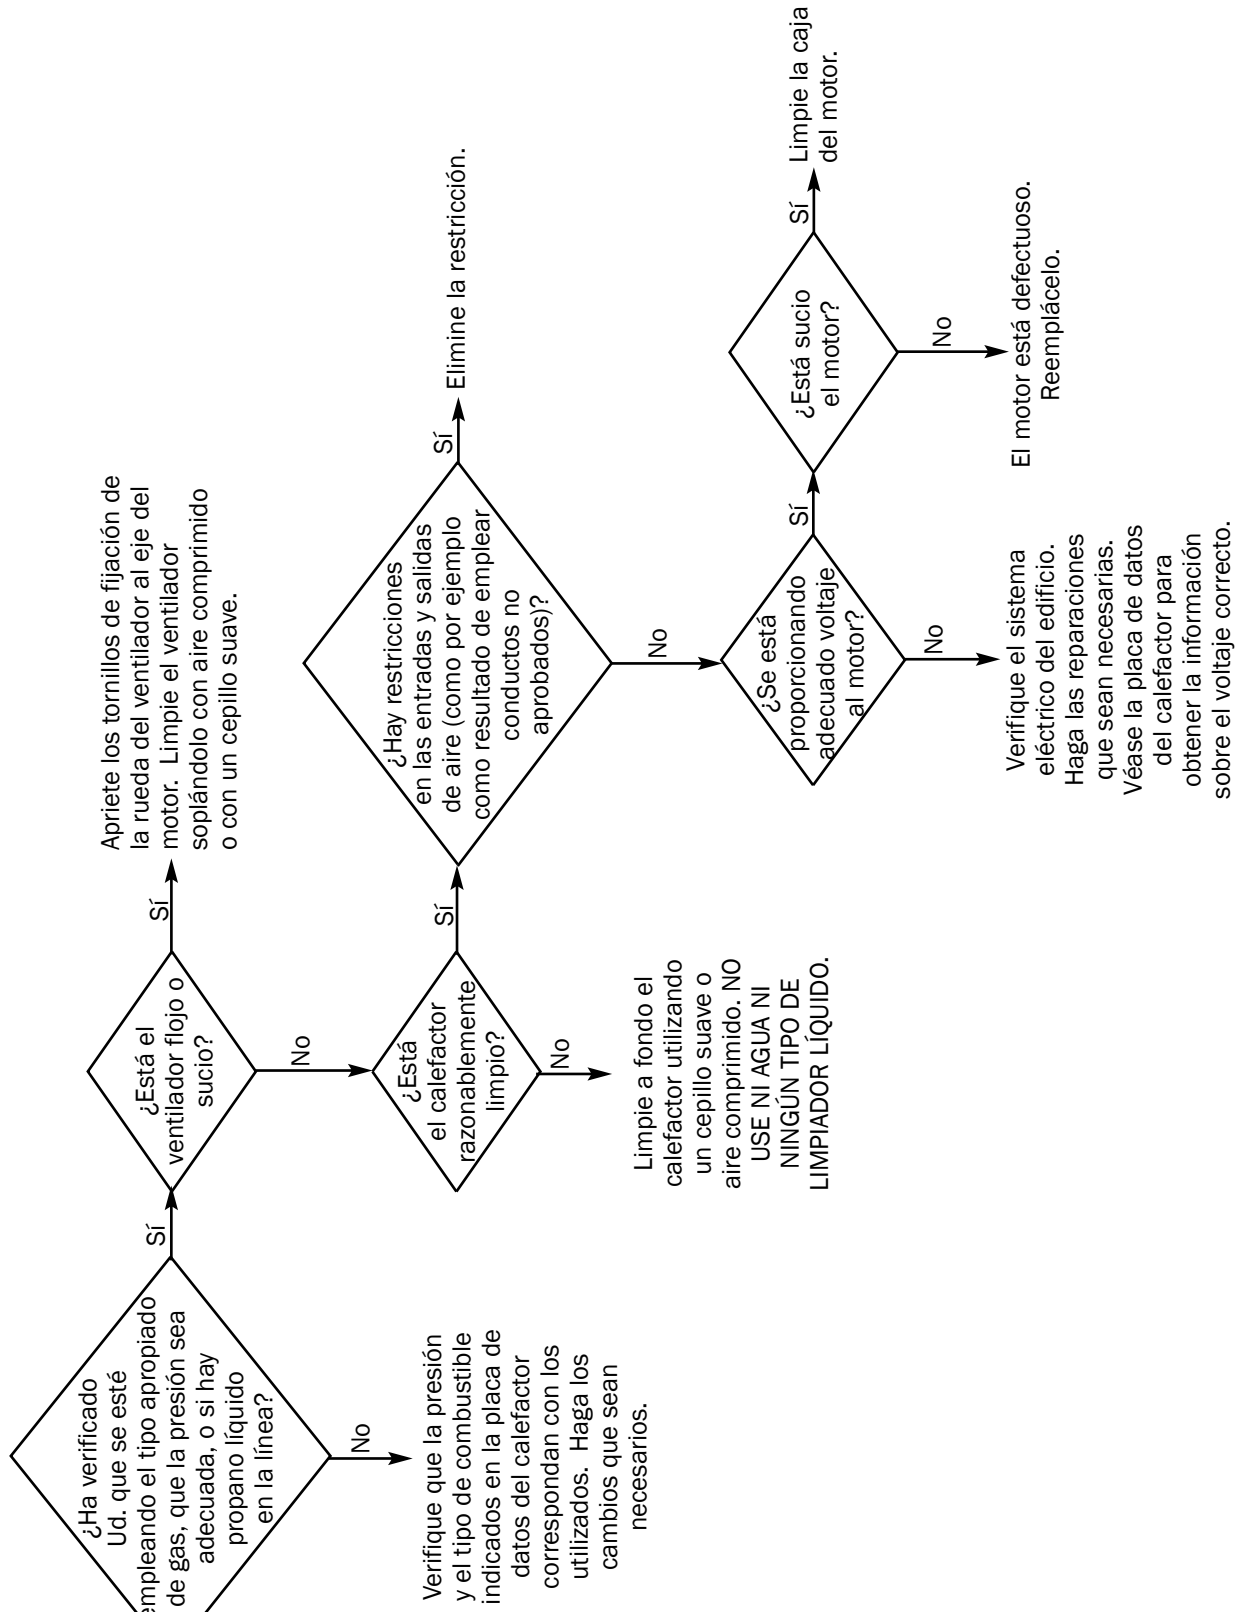 ¿Ha verificado
Ud. que se esté
empleando el tipo apropiado
de gas, que la presión sea
adecuada, o si hay
propano líquido
en la línea?
Sí
No
Verifique que la presión
y el tipo de combustible
indicados en la placa de
datos del calefactor
correspondan con los
utilizados. Haga los
cambios que sean
necesarios.
¿Está el
ventilador flojo o
sucio?
Sí
Apriete los tornillos de fijación de
la rueda del ventilador al eje del
motor. Limpie el ventilador
soplándolo con aire comprimido
o con un cepillo suave.
No
¿Está
el calefactor
razonablemente
limpio?
Sí
No
Limpie a fondo el
calefactor utilizando
un cepillo suave o
aire comprimido. NO
USE NI AGUA NI
NINGÚN TIPO DE
LIMPIADOR LÍQUIDO.
¿Hay restricciones
en las entradas y salidas
de aire (como por ejemplo
como resultado de emplear
conductos no
aprobados)?
Sí
Elimine la restricción.
No
¿Se está
proporcionando
adecuado voltaje
al motor?
Sí
No
Verifique el sistema
eléctrico del edificio.
Haga las reparaciones
que sean necesarias.
Véase la placa de datos
del calefactor para
obtener la información
sobre el voltaje correcto.
¿Está sucio
el motor?
Sí
Limpie la caja
del motor.
No
El motor está defectuoso.
Reemplácelo.